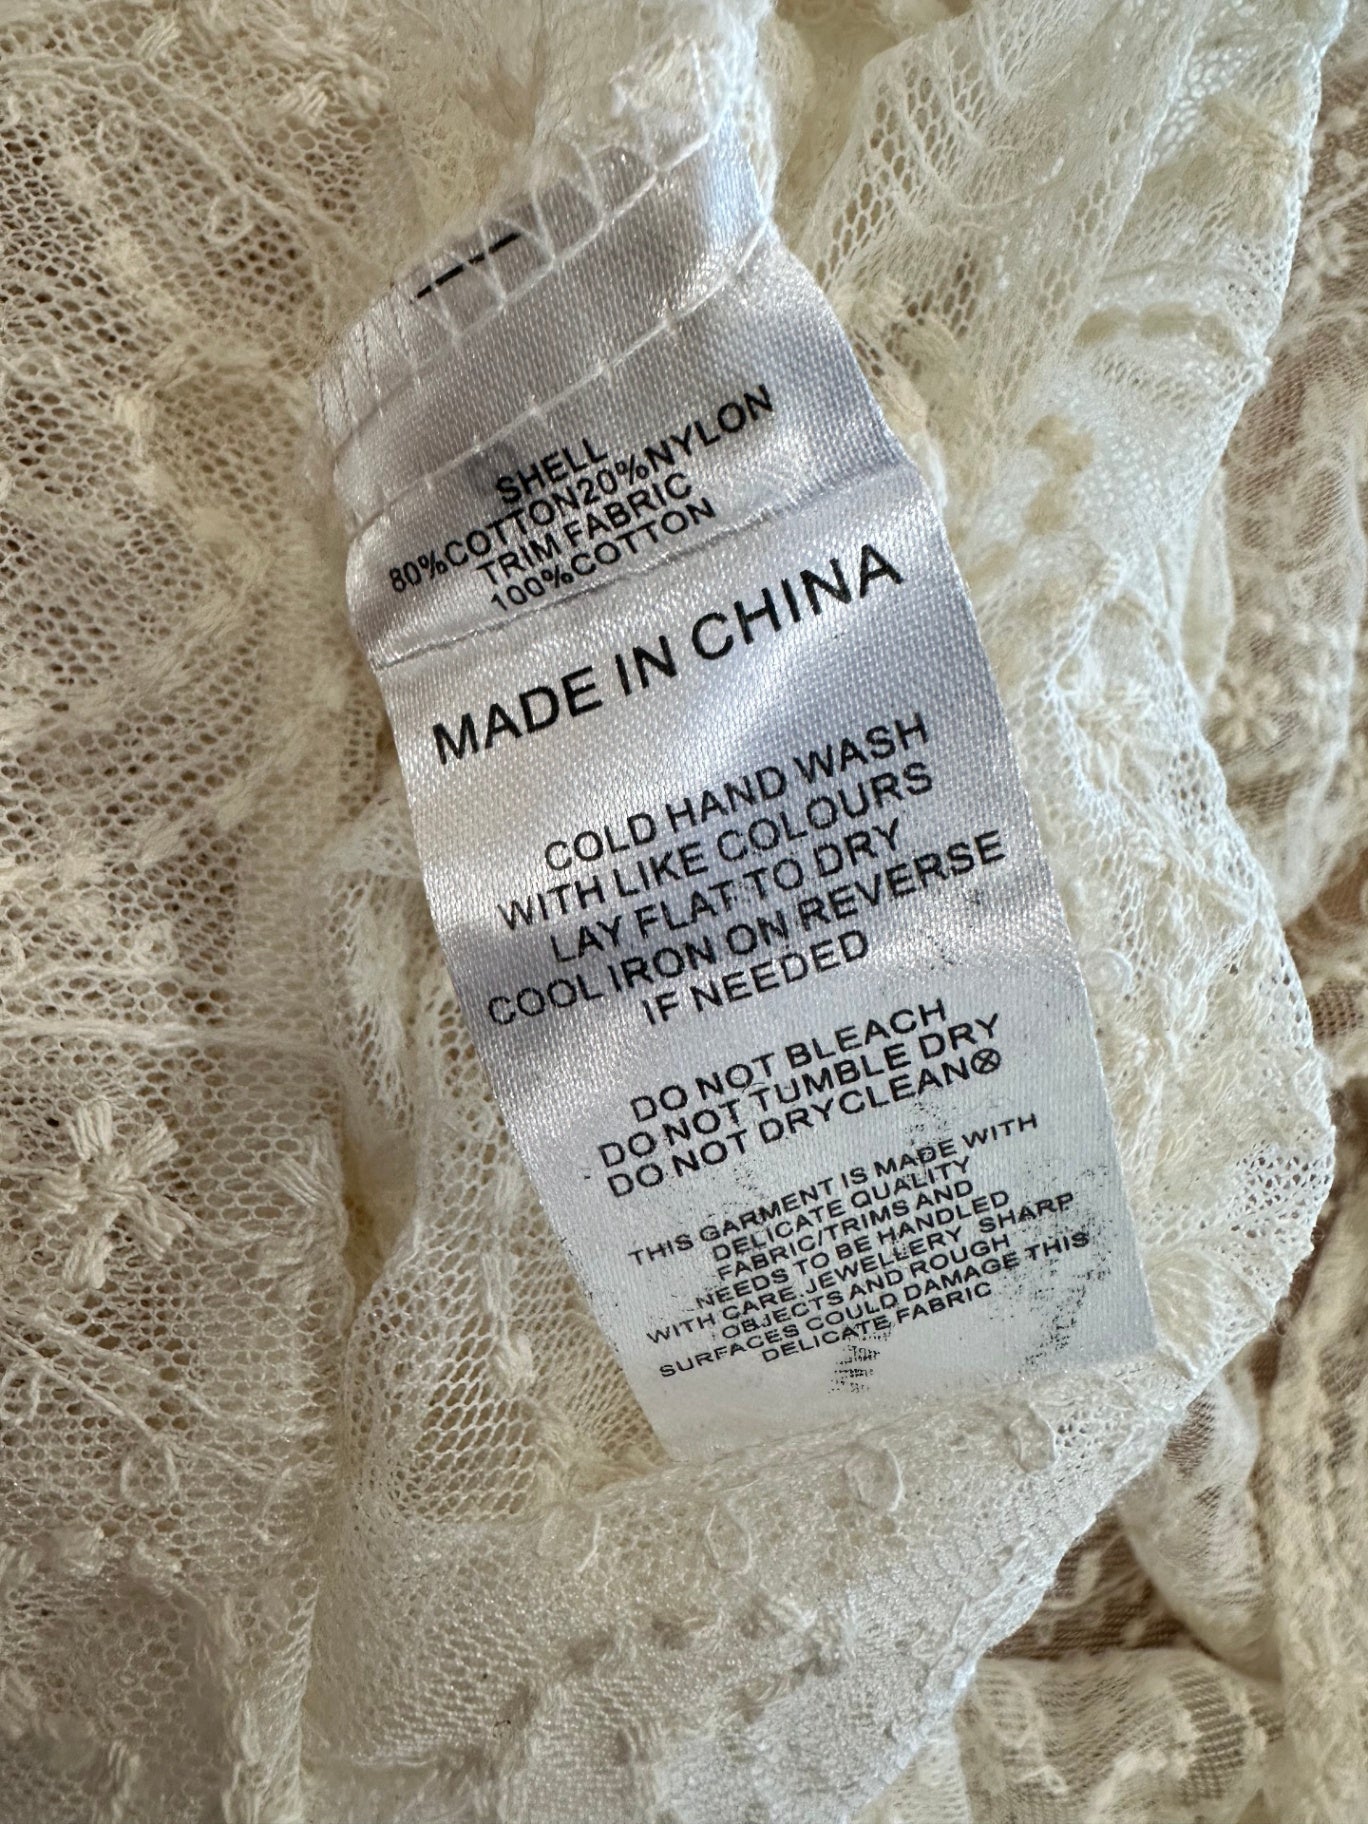 SHELL
80%COTTON20%NYLON
TRIM FABRIC
100%COTTON
MADE IN CHINA
COLD HAND WASH
WITH LIKE COLOURS
LAY FLAT TO DRY
COOL IRON ON REVERSE
IF NEEDED
DO NOT BLEACH
DO NOT TUMBLE DRY
DO NOT DRYCLEAN
THIS GARMENT IS MADE WITH
DELICATE QUALITY
FABRIC/TRIMS AND
NEEDS TO BE HANDLED
WITH CARE.JEWELLERY, SHARP
OBJECTS AND ROUGH
SURFACES COULD DAMAGE THIS
DELICATE FABRIC